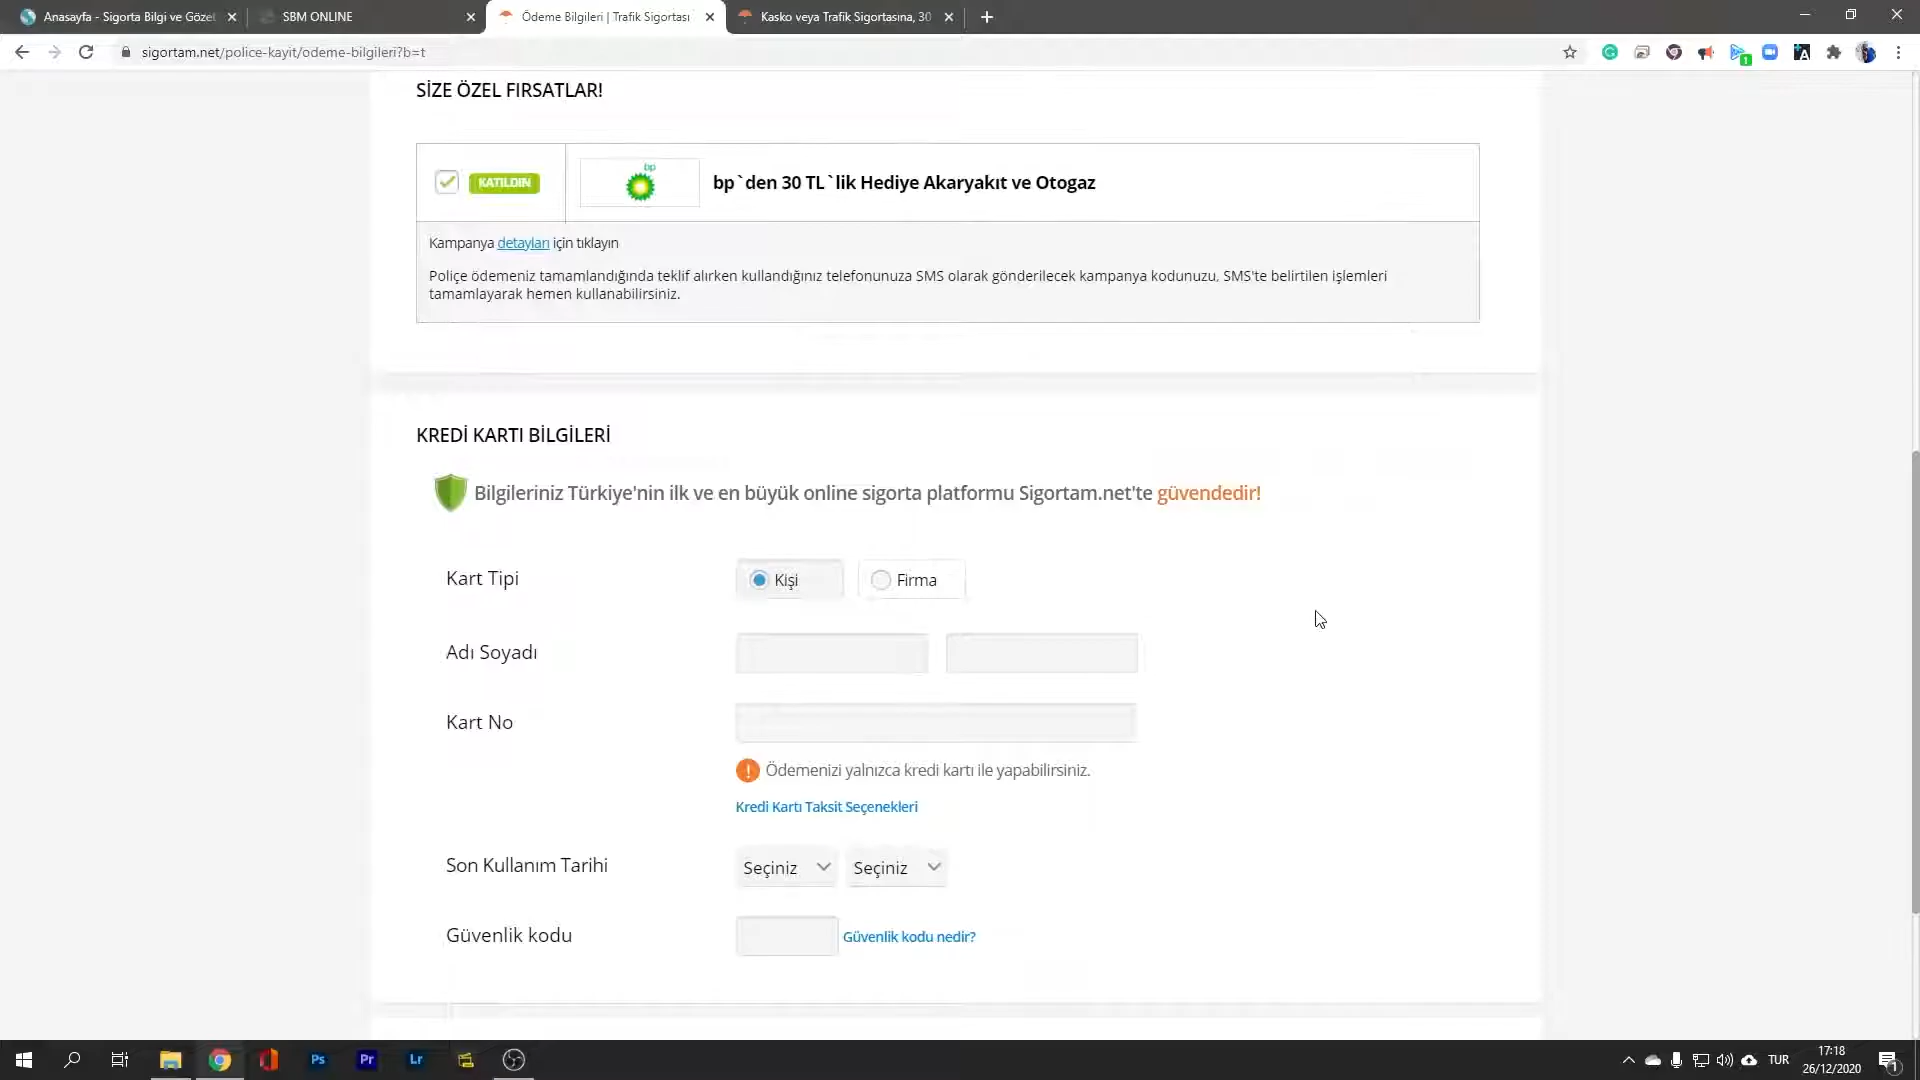 Anasayfa - Sigorta Bilgi ve Gözet
SBM ONLINE
Ödeme Bilgileri | Trafik Sigortası
Kasko veya Trafik Sigortasına, 30
sigortam.net/police-kayit/odeme-bilgileri?b=t
SİZE ÖZEL FIRSATLAR!
KATILDIN
bp
bp`den 30 TL`lik Hediye Akaryakıt ve Otogaz
Kampanya detayları için tıklayın
Poliçe ödemeniz tamamlandığında teklif alırken kullandığınız telefonunuza SMS olarak gönderilecek kampanya kodunuzu, SMS'te belirtilen işlemleri
tamamlayarak hemen kullanabilirsiniz.
KREDİ KARTI BİLGİLERİ
Bilgileriniz Türkiye'nin ilk ve en büyük online sigorta platformu Sigortam.net'te güvendedir!
Kart Tipi
Kişi
Firma
Adı Soyadı
Kart No
Ödemenizi yalnızca kredi kartı ile yapabilirsiniz.
Kredi Kartı Taksit Seçenekleri
Son Kullanım Tarihi
Seçiniz
Seçiniz
Güvenlik kodu
Güvenlik kodu nedir?
Ps
Pr
Lr
TUR
17:18
26/12/2020
1